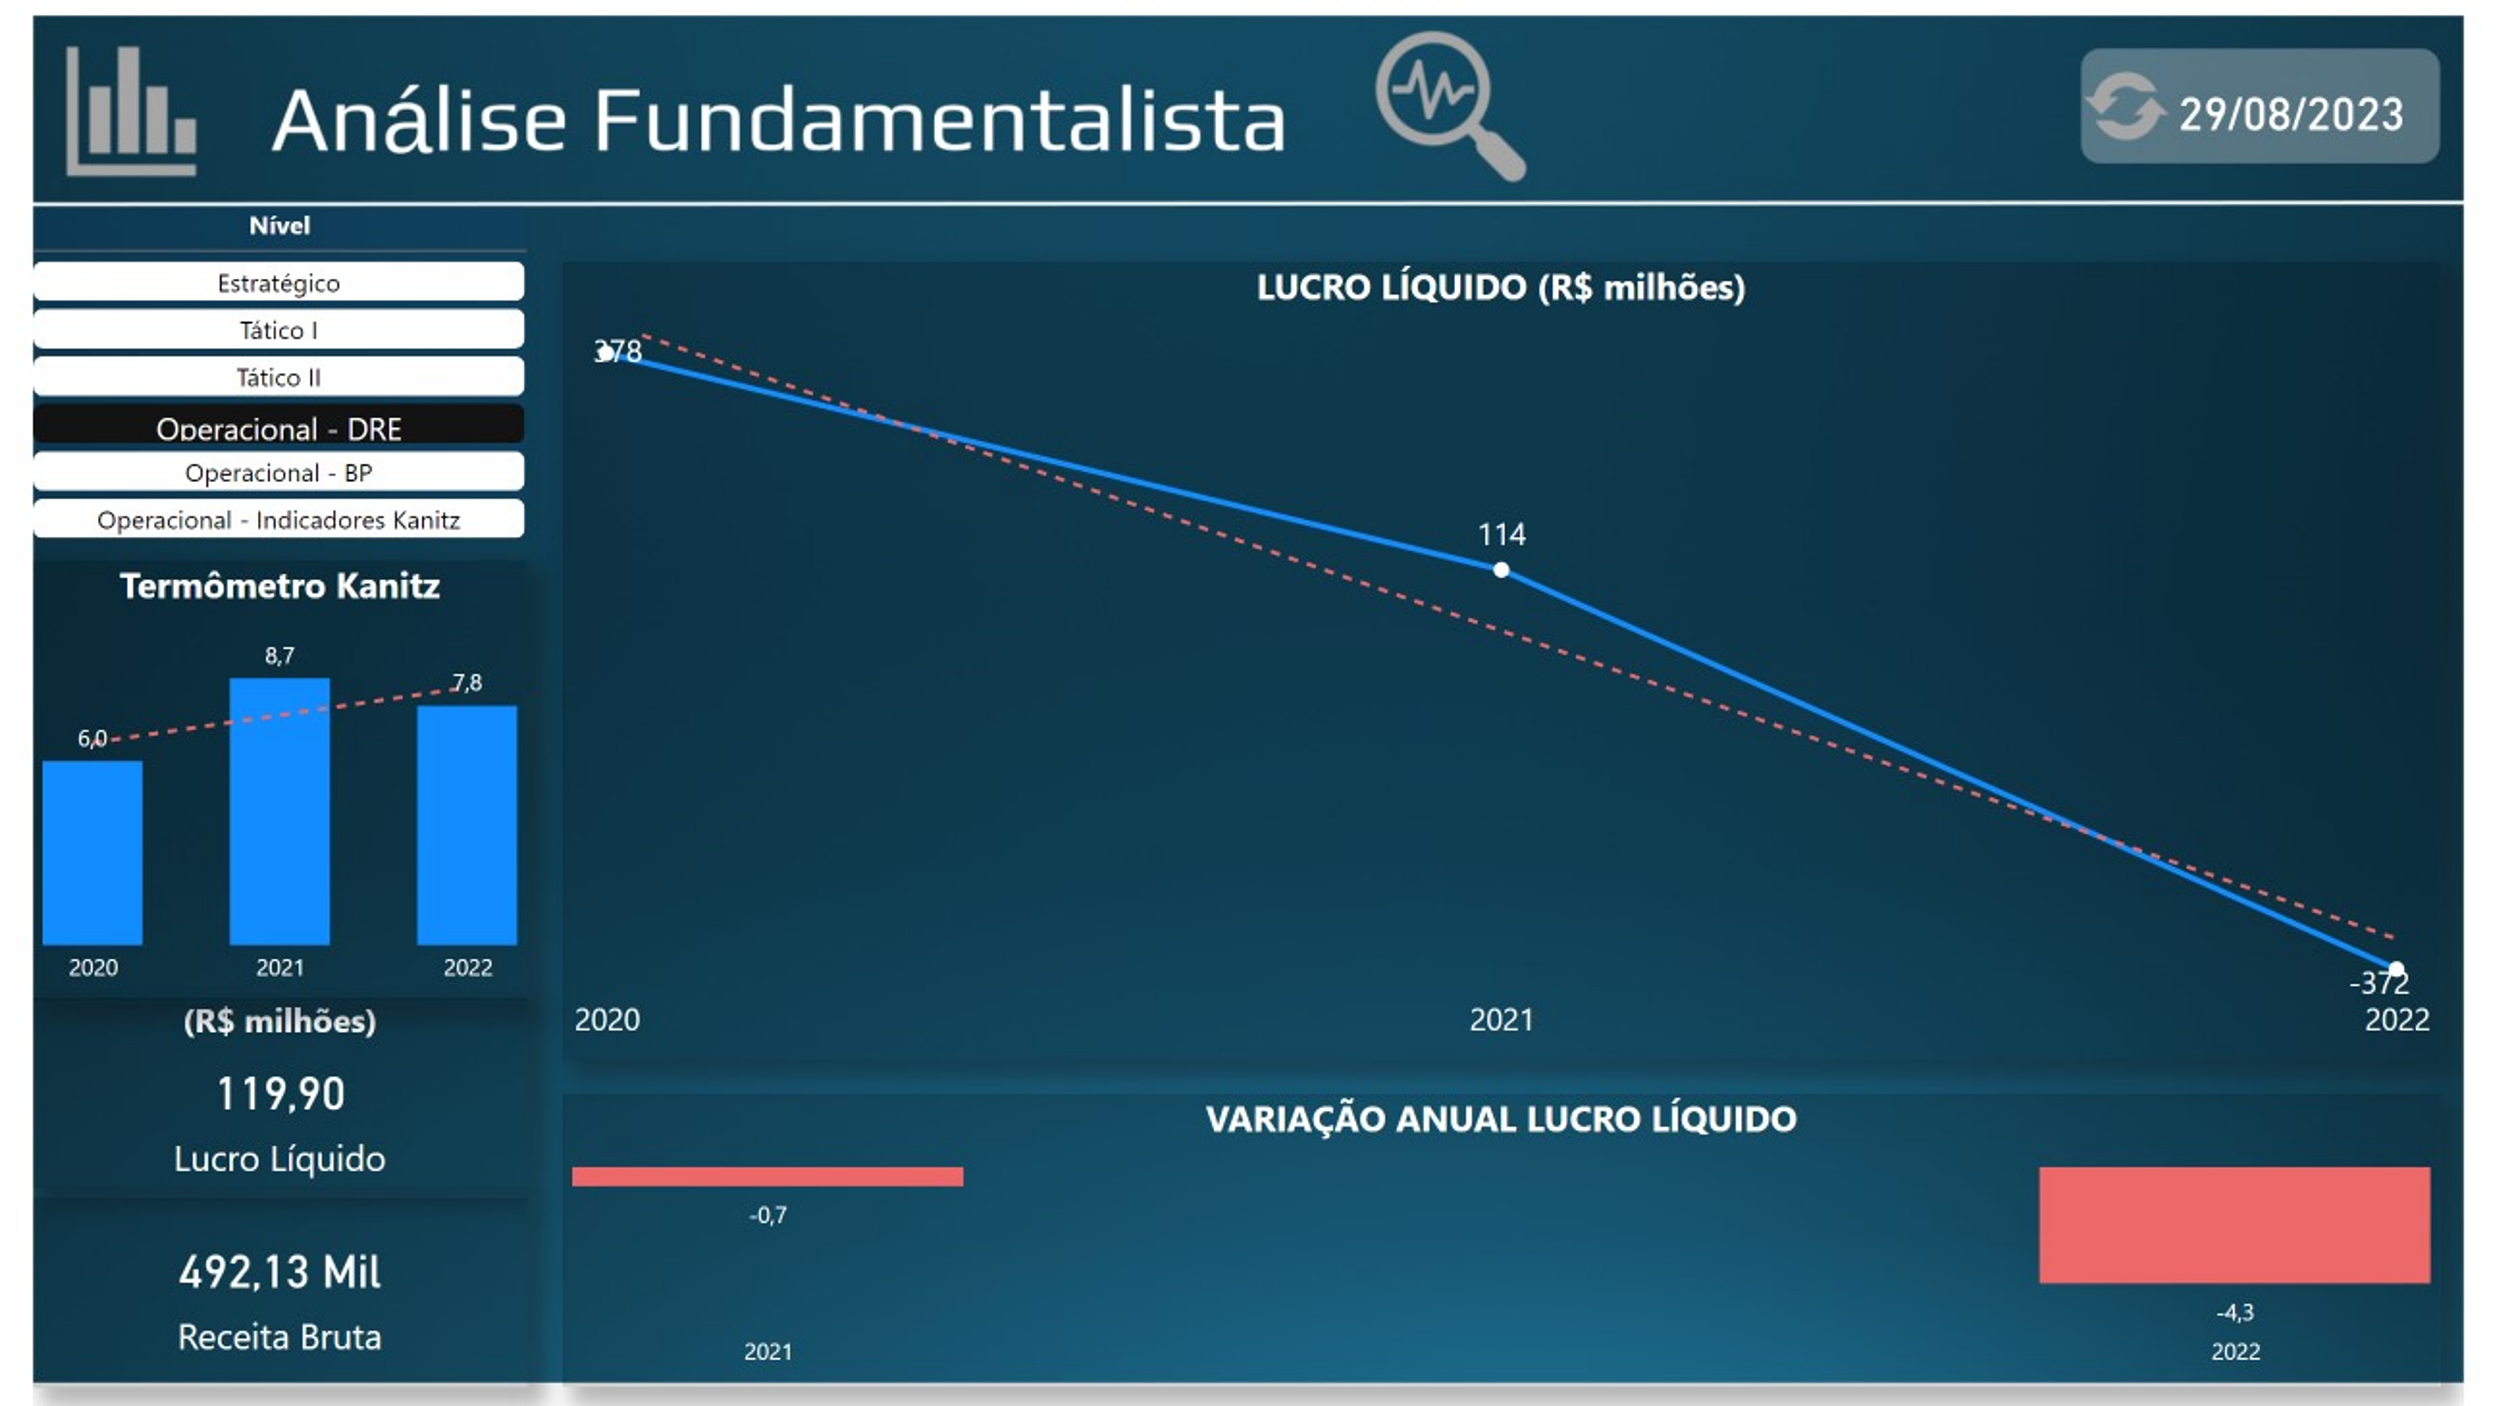 Análise Fundamentalista
29/08/2023
Nível
Estratégico
Tático I
Tático II
Operacional - DRE
Operacional - BP
Operacional - Indicadores Kanitz
Termômetro Kanitz
8,7
7,8
6,0
2020 2021 2022
(R$ milhões)
119,90
Lucro Líquido
492,13 Mil
Receita Bruta
LUCRO LÍQUIDO (R$ milhões)
378
114
-372
2020 2021 2022
VARIAÇÃO ANUAL LUCRO LÍQUIDO
-0,7
-4,3
2021 2022